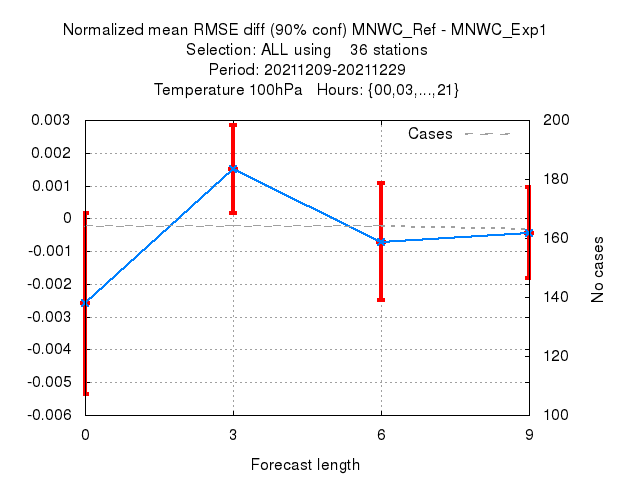 Normalized mean RMSE diff (90% conf) MNWC_Ref - MNWC_Exp1
Selection: ALL using 36 stations
Period: 20211209-20211229
Temperature 100hPa Hours: {00,03,...,21}
0.003
0.002
0.001
0
-0.001
-0.002
-0.003
-0.004
-0.005
-0.006
Cases
200
180
160
140
120
100
No cases
0 3 6 9
Forecast length